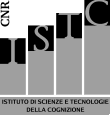 CNR
ISTC
ISTITUTO DI SCIENZE E TECNOLOGIE
DELLA COGNIZIONE